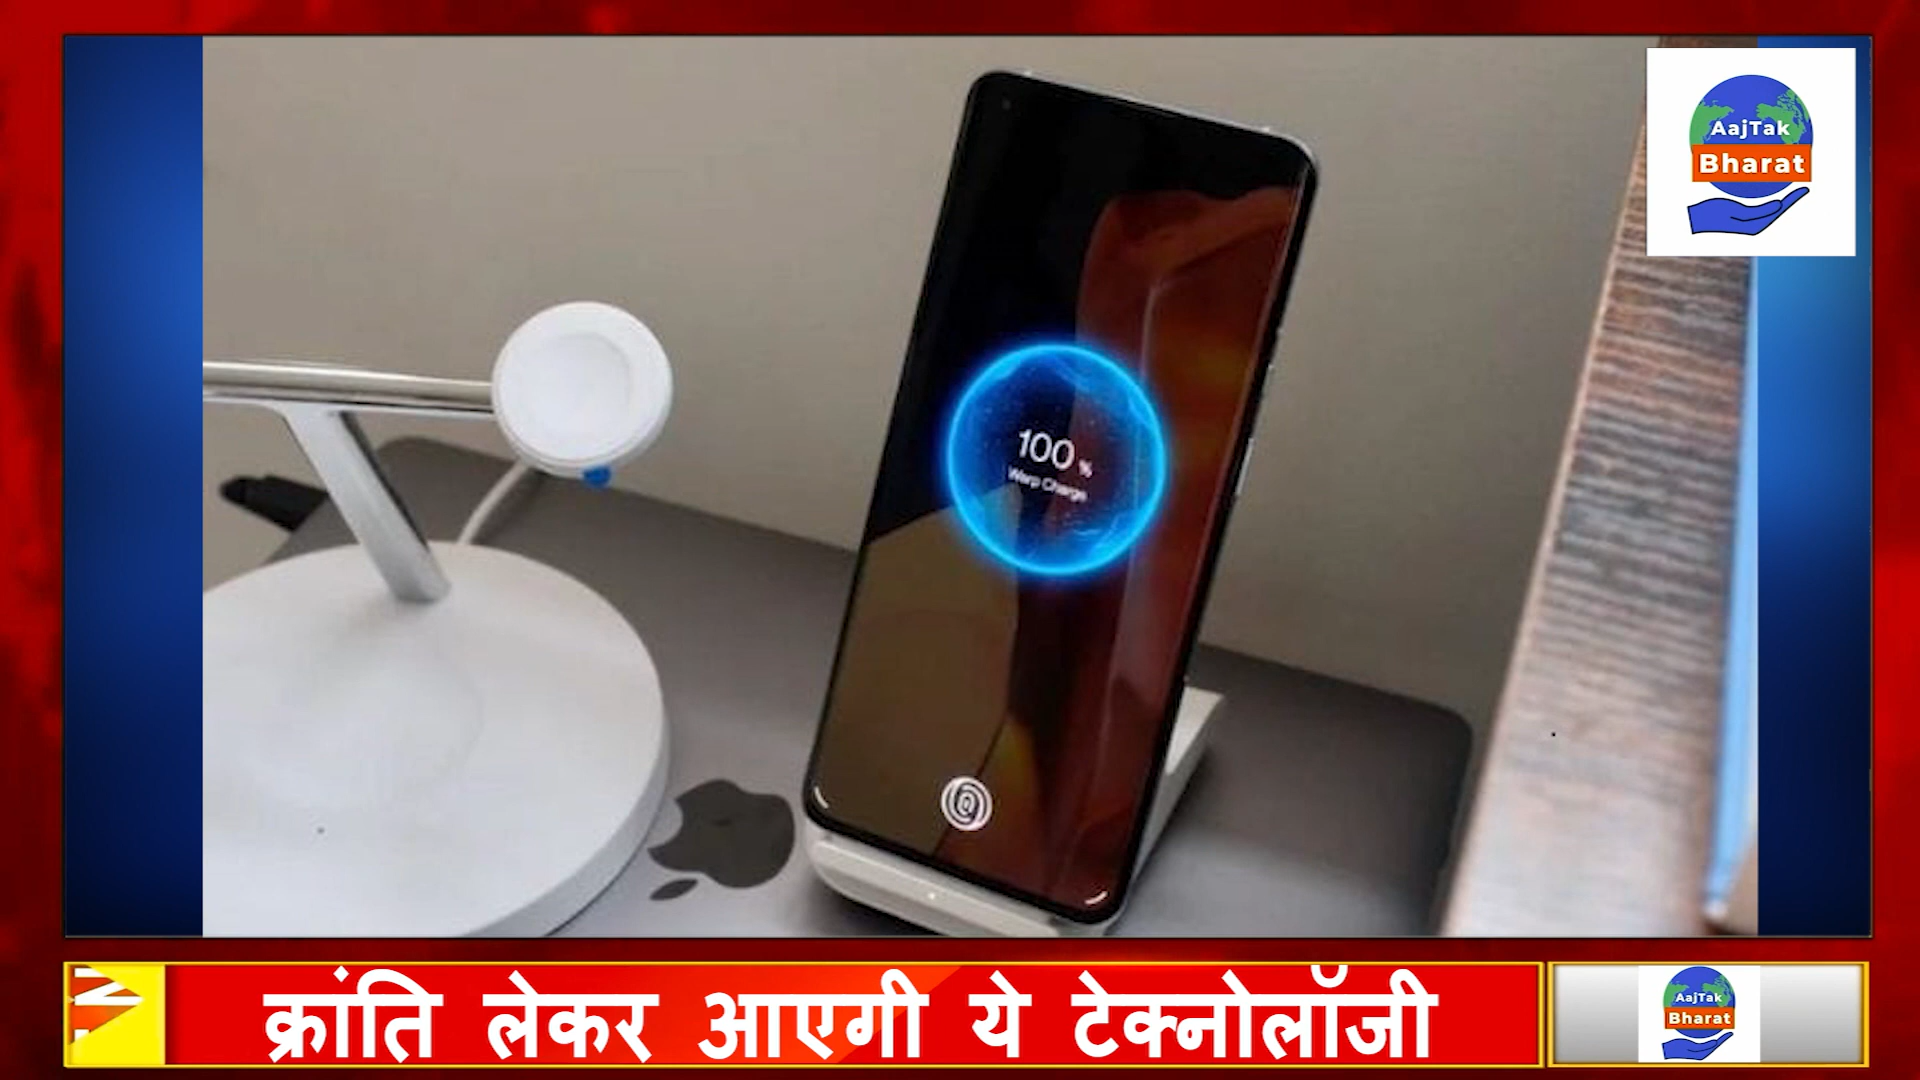 AajTak
Bharat
100 %
Warp Charge
क्रांति लेकर आएगी ये टेक्नोलॉजी
AajTak
Bharat